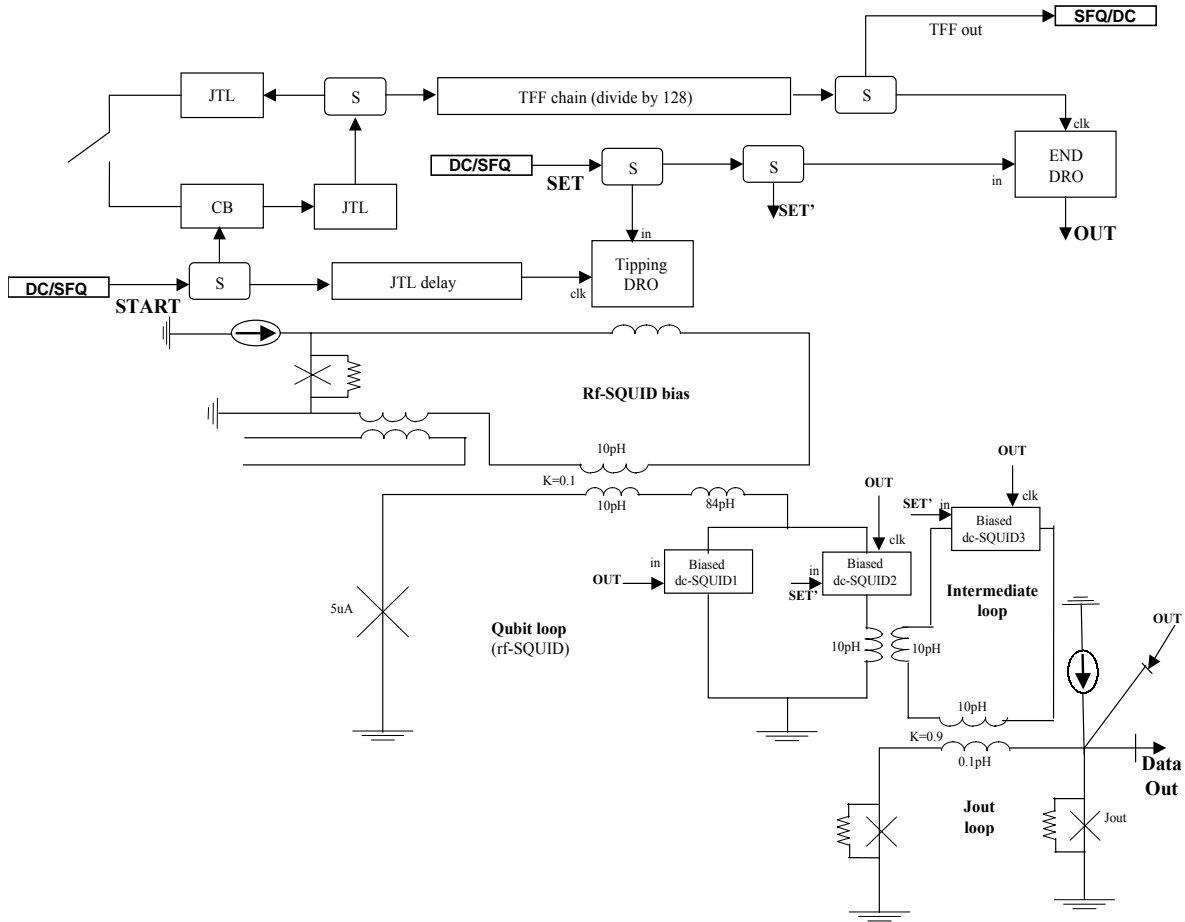 SFQ/DC
TFF out
JTL
S
TFF chain (divide by 128)
S
clk
END
DRO
in
DC/SFQ
SET
S
S
SET’
OUT
CB
JTL
in
Tipping
DRO
clk
DC/SFQ
START
S
JTL delay
Rf-SQUID bias
10pH
K=0.1
10pH
84pH
OUT
OUT
clk
SET’
in
Biased
dc-SQUID3
clk
in
Biased
dc-SQUID1
OUT
in
Biased
dc-SQUID2
SET’
Intermediate
loop
5uA
Qubit loop
(rf-SQUID)
10pH
10pH
OUT
10pH
K=0.9
0.1pH
Data
Out
Jout
loop
Jout